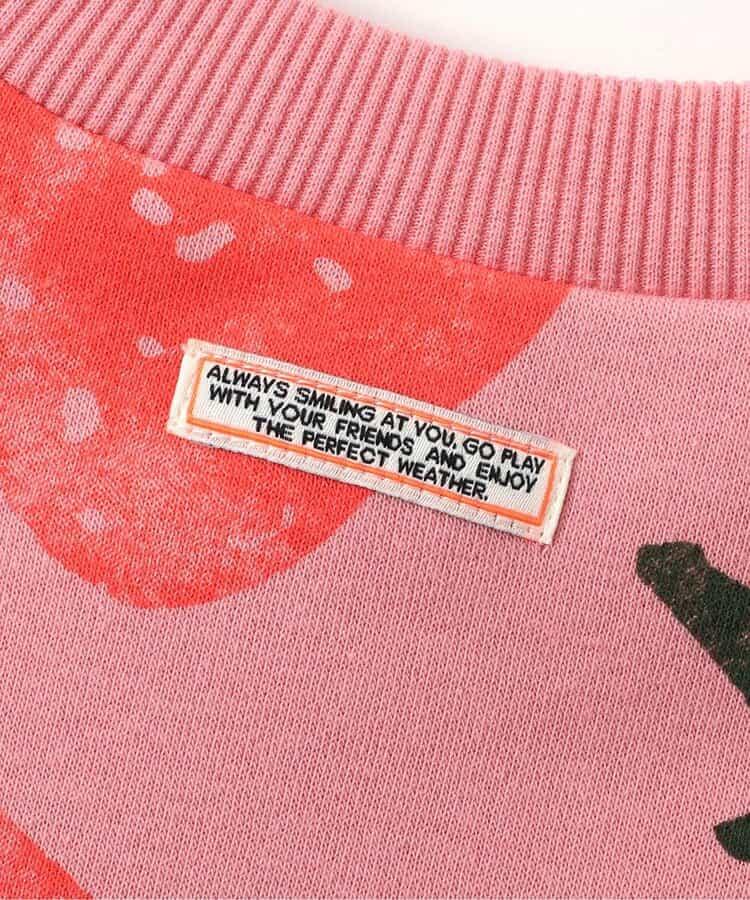 ALWAYS SMILING AT YOU, GO PLAY
WITH YOUR FRIENDS AND ENJOY
THE PERFECT WEATHER.